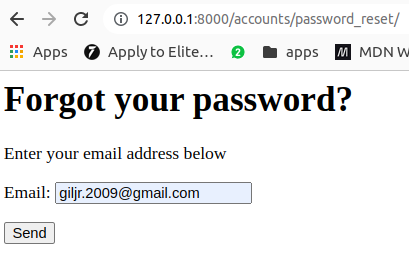 127.0.0.1:8000/accounts/password_reset/
Apps Apply to Elite… 2 apps MDN W
Forgot your password?
Enter your email address below
Email: giljr.2009@gmail.com
Send